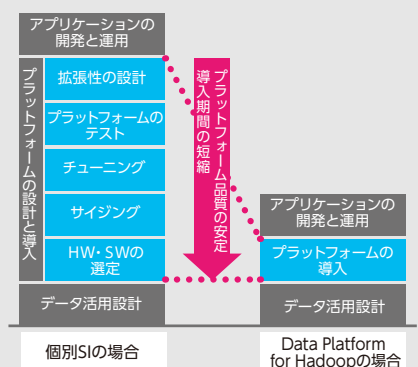 アプリケーションの
開発と運用
プラットフォームの設計と導入
拡張性の設計
プラットフォームの
テスト
チューニング
サイジング
HW・SWの
選定
データ活用設計
個別SIの場合
プラットフォーム品質の安定
導入期間の短縮
アプリケーションの
開発と運用
プラットフォームの
導入
データ活用設計
Data Platform
for Hadoopの場合